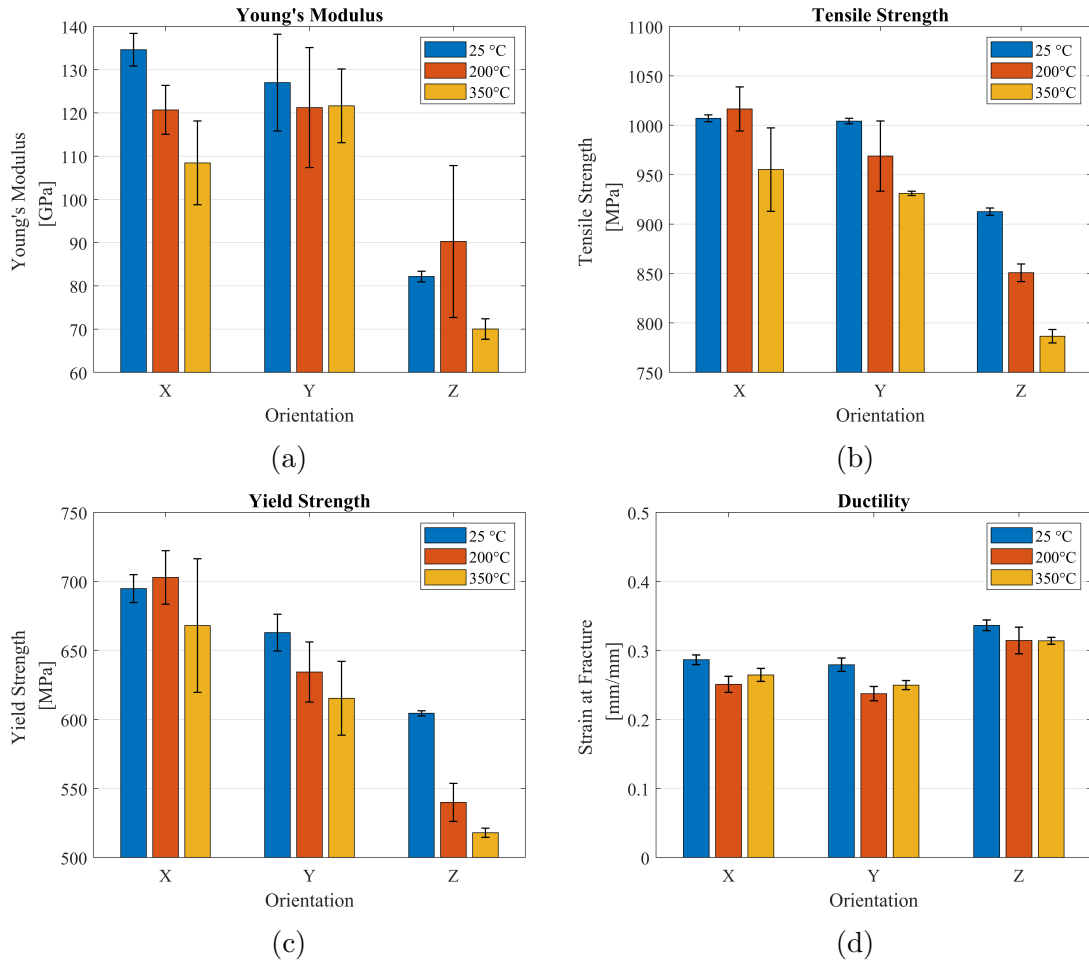 Young's Modulus
140
130
120
110
100
90
80
70
60
Young's Modulus
[GPa]
X
Y
Z
Orientation
25 °C
200°C
350°C
(a)
Tensile Strength
1100
1050
1000
950
900
850
800
750
Tensile Strength
[MPa]
X
Y
Z
Orientation
25 °C
200°C
350°C
(b)
Yield Strength
750
700
650
600
550
500
Yield Strength
[MPa]
X
Y
Z
Orientation
25 °C
200°C
350°C
(c)
Ductility
0.5
0.4
0.3
0.2
0.1
0
Strain at Fracture
[mm/mm]
X
Y
Z
Orientation
25 °C
200°C
350°C
(d)